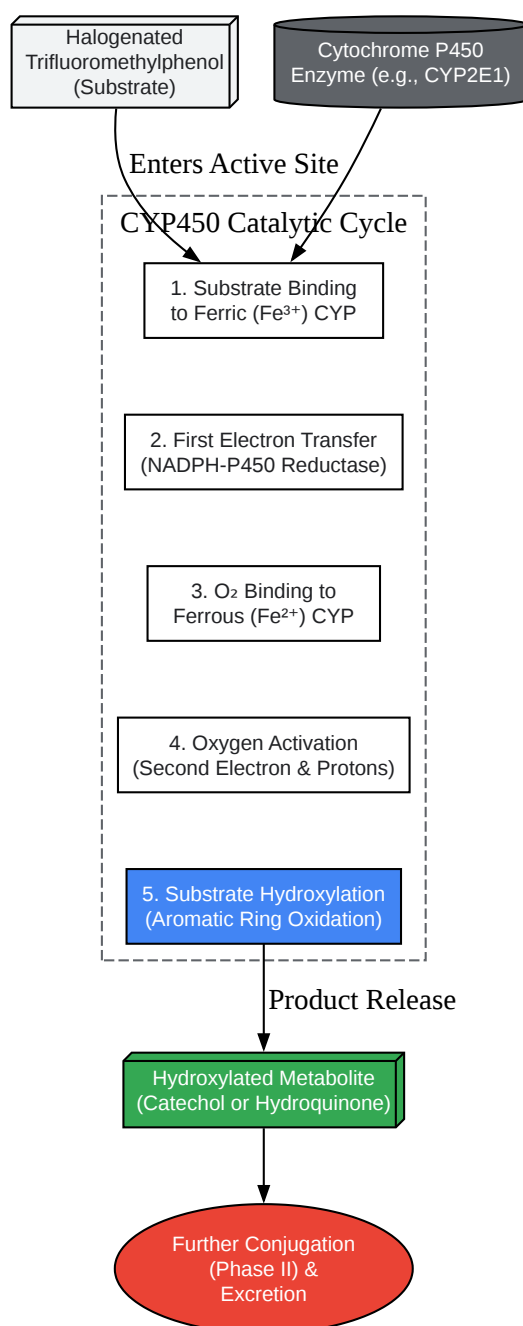 Halogenated
Trifluoromethylphenol
(Substrate)
Cytochrome P450
Enzyme (e.g., CYP2E1)
Enters Active Site
CYP450 Catalytic Cycle
1. Substrate Binding
to Ferric (Fe³⁺) CYP
2. First Electron Transfer
(NADPH-P450 Reductase)
3. O₂ Binding to
Ferrous (Fe²⁺) CYP
4. Oxygen Activation
(Second Electron & Protons)
5. Substrate Hydroxylation
(Aromatic Ring Oxidation)
Product Release
Hydroxylated Metabolite
(Catechol or Hydroquinone)
Further Conjugation
(Phase II) &
Excretion